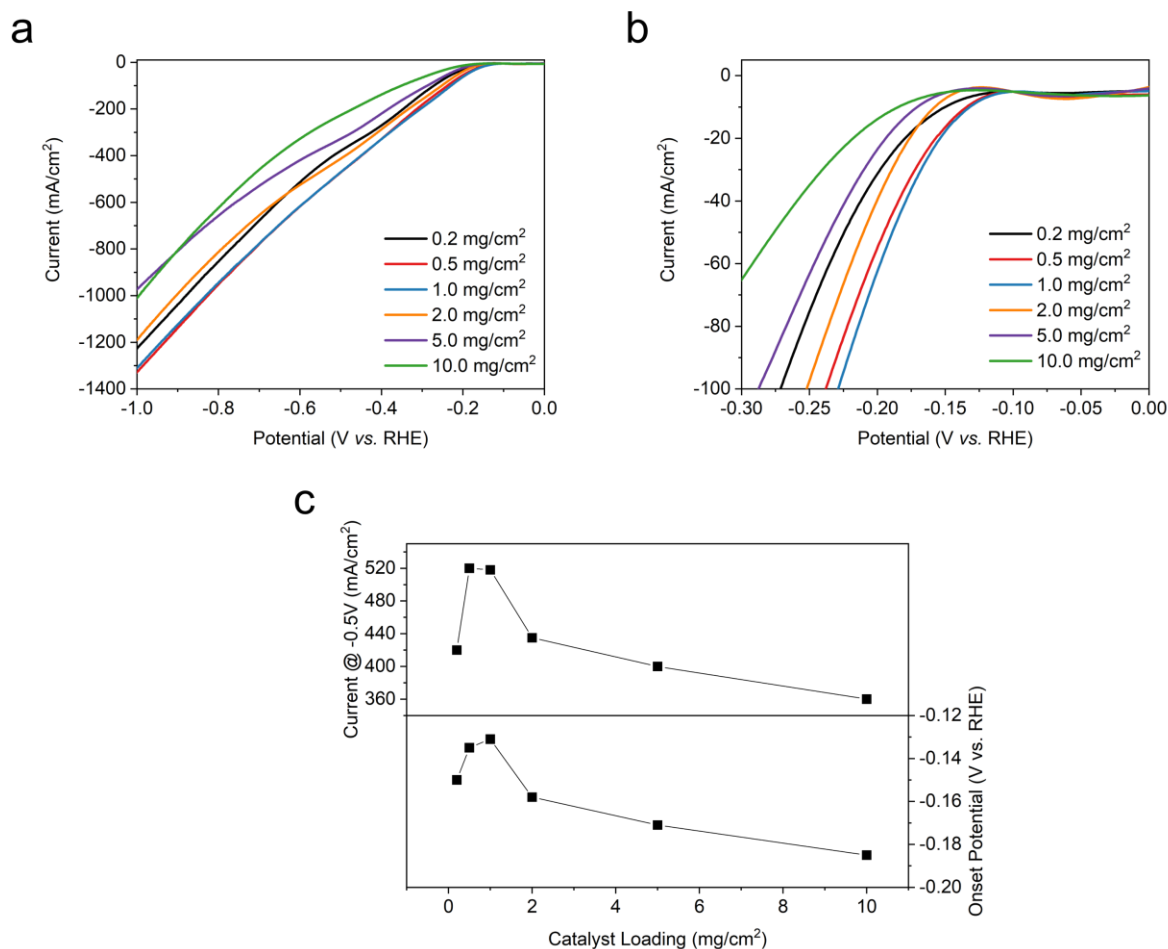 a
0
-200
-400
-600
-800
-1000
-1200
-1400
Current (mA/cm²)
-1.0 -0.8 -0.6 -0.4 -0.2 0.0
Potential (V vs. RHE)
0.2 mg/cm²
0.5 mg/cm²
1.0 mg/cm²
2.0 mg/cm²
5.0 mg/cm²
10.0 mg/cm²
b
0
-20
-40
-60
-80
-100
Current (mA/cm²)
-0.30 -0.25 -0.20 -0.15 -0.10 -0.05 0.00
Potential (V vs. RHE)
0.2 mg/cm²
0.5 mg/cm²
1.0 mg/cm²
2.0 mg/cm²
5.0 mg/cm²
10.0 mg/cm²
c
Current @ -0.5V (mA/cm²)
520
480
440
400
360
-0.12
-0.14
-0.16
-0.18
-0.20
Onset Potential (V vs. RHE)
0 2 4 6 8 10
Catalyst Loading (mg/cm²)